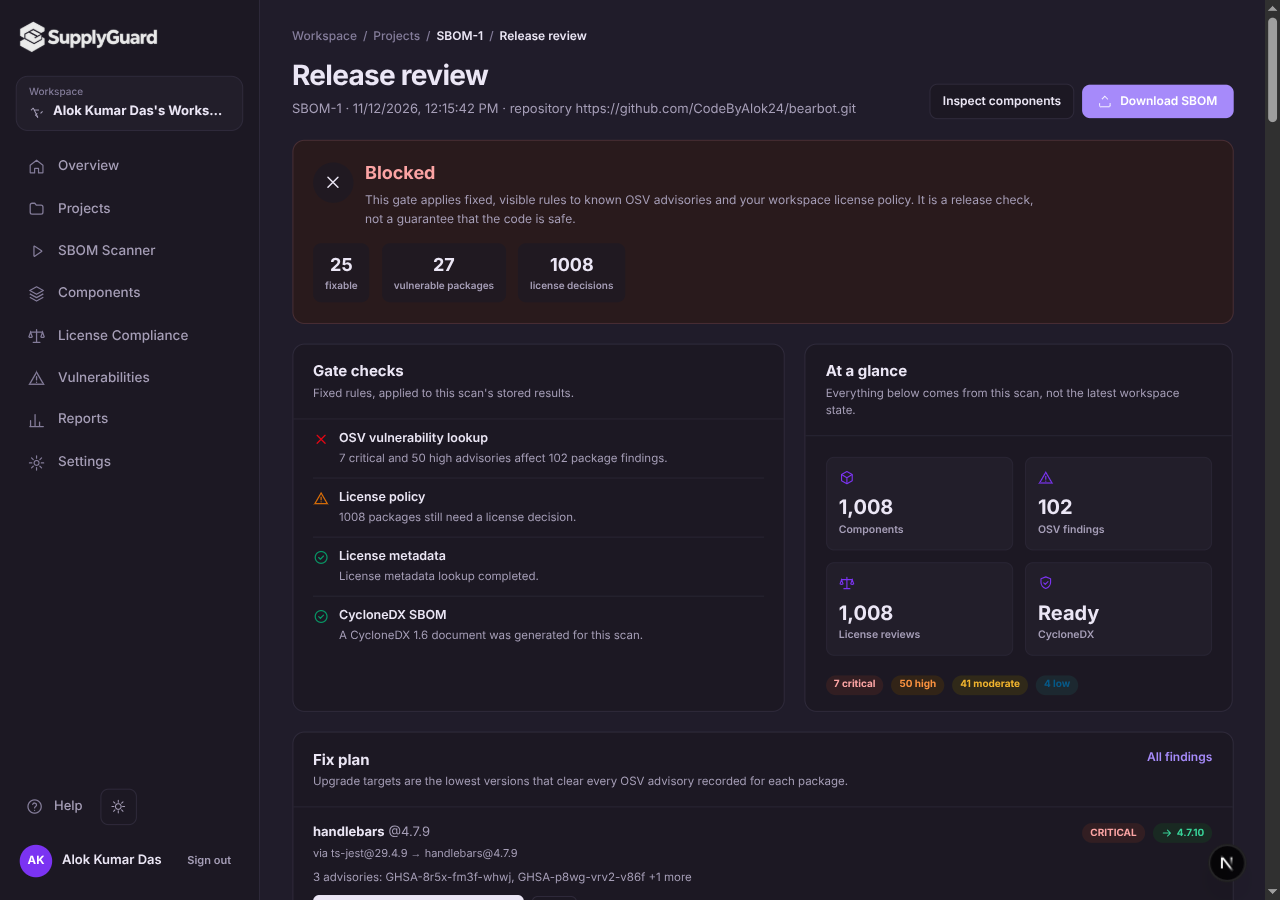 SupplyGuard
Workspace
Alok Kumar Das's Works...
Overview
Projects
SBOM Scanner
Components
License Compliance
Vulnerabilities
Reports
Settings
Help
AK
Alok Kumar Das
Sign out
Workspace / Projects / SBOM-1 / Release review
Release review
SBOM-1 · 11/12/2026, 12:15:42 PM · repository https://github.com/CodeByAlok24/bearbot.git
Inspect components
Download SBOM
Blocked
This gate applies fixed, visible rules to known OSV advisories and your workspace license policy. It is a release check,
not a guarantee that the code is safe.
25
fixable
27
vulnerable packages
1008
license decisions
Gate checks
Fixed rules, applied to this scan's stored results.
OSV vulnerability lookup
7 critical and 50 high advisories affect 102 package findings.
License policy
1008 packages still need a license decision.
License metadata
License metadata lookup completed.
CycloneDX SBOM
A CycloneDX 1.6 document was generated for this scan.
At a glance
Everything below comes from this scan, not the latest workspace
state.
1,008
Components
102
OSV findings
1,008
License reviews
Ready
CycloneDX
7 critical
50 high
41 moderate
4 low
Fix plan
Upgrade targets are the lowest versions that clear every OSV advisory recorded for each package.
All findings
handlebars @4.7.9
CRITICAL
→ 4.7.10
via ts-jest@29.4.9 → handlebars@4.7.9
3 advisories: GHSA-8r5x-fm3f-whwj, GHSA-p8wg-vrv2-v86f +1 more
N